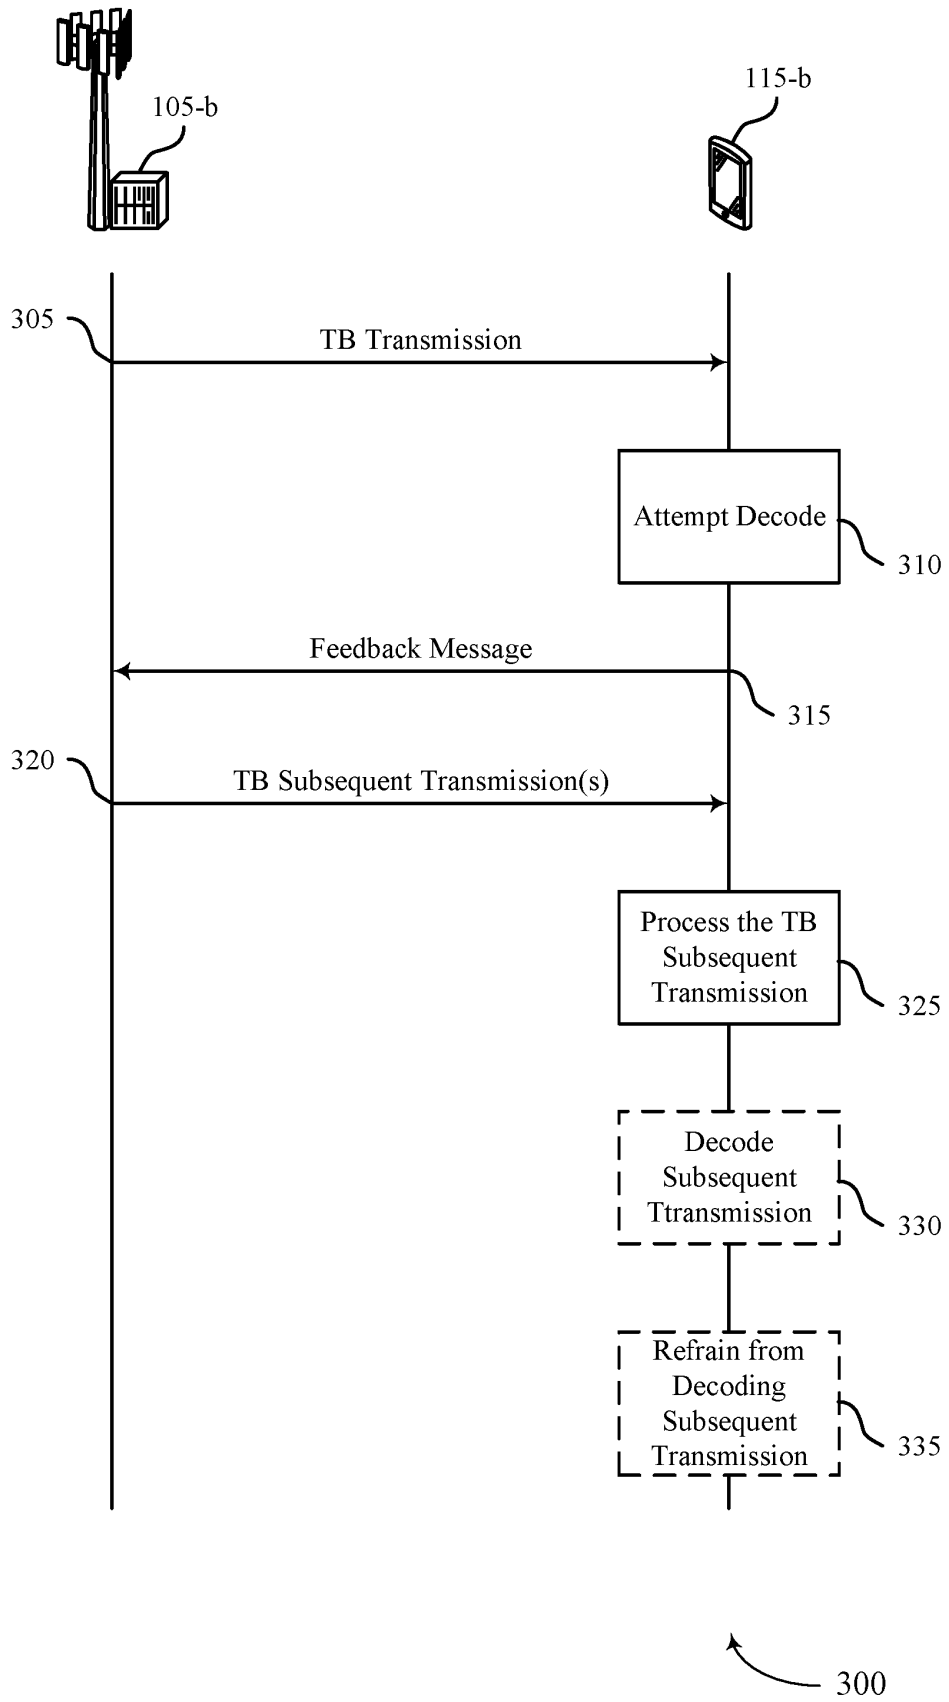 105-b
115-b
305
TB Transmission
Attempt Decode
310
Feedback Message
315
320
TB Subsequent Transmission(s)
Process the TB
Subsequent
Transmission
325
Decode
Subsequent
Ttransmission
330
Refrain from
Decoding
Subsequent
Transmission
335
300